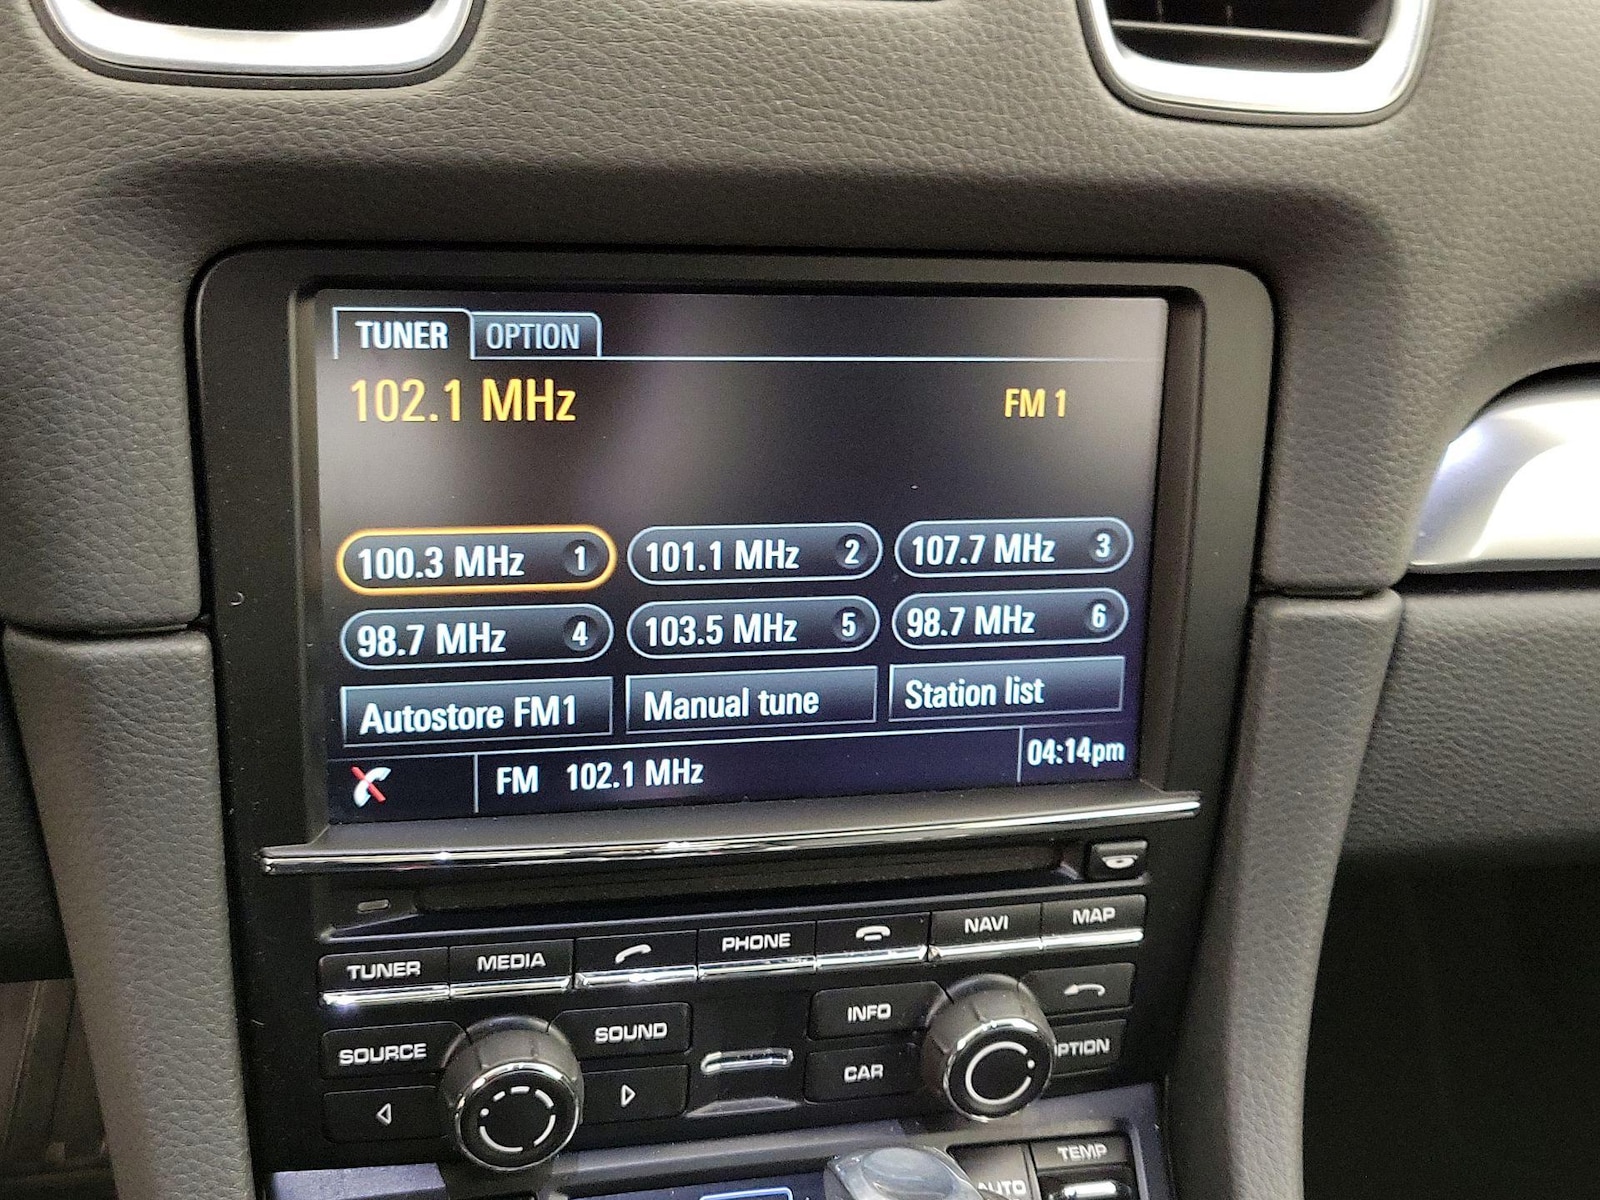 TUNER OPTION
102.1 MHz FM 1
100.3 MHz 1 101.1 MHz 2 107.7 MHz 3
98.7 MHz 4 103.5 MHz 5 98.7 MHz 6
Autostore FM1 Manual tune Station list
FM 102.1 MHz 04:14pm
TUNER MEDIA PHONE NAVI MAP
SOURCE SOUND INFO PTION
CAR
TEMP
AUTO